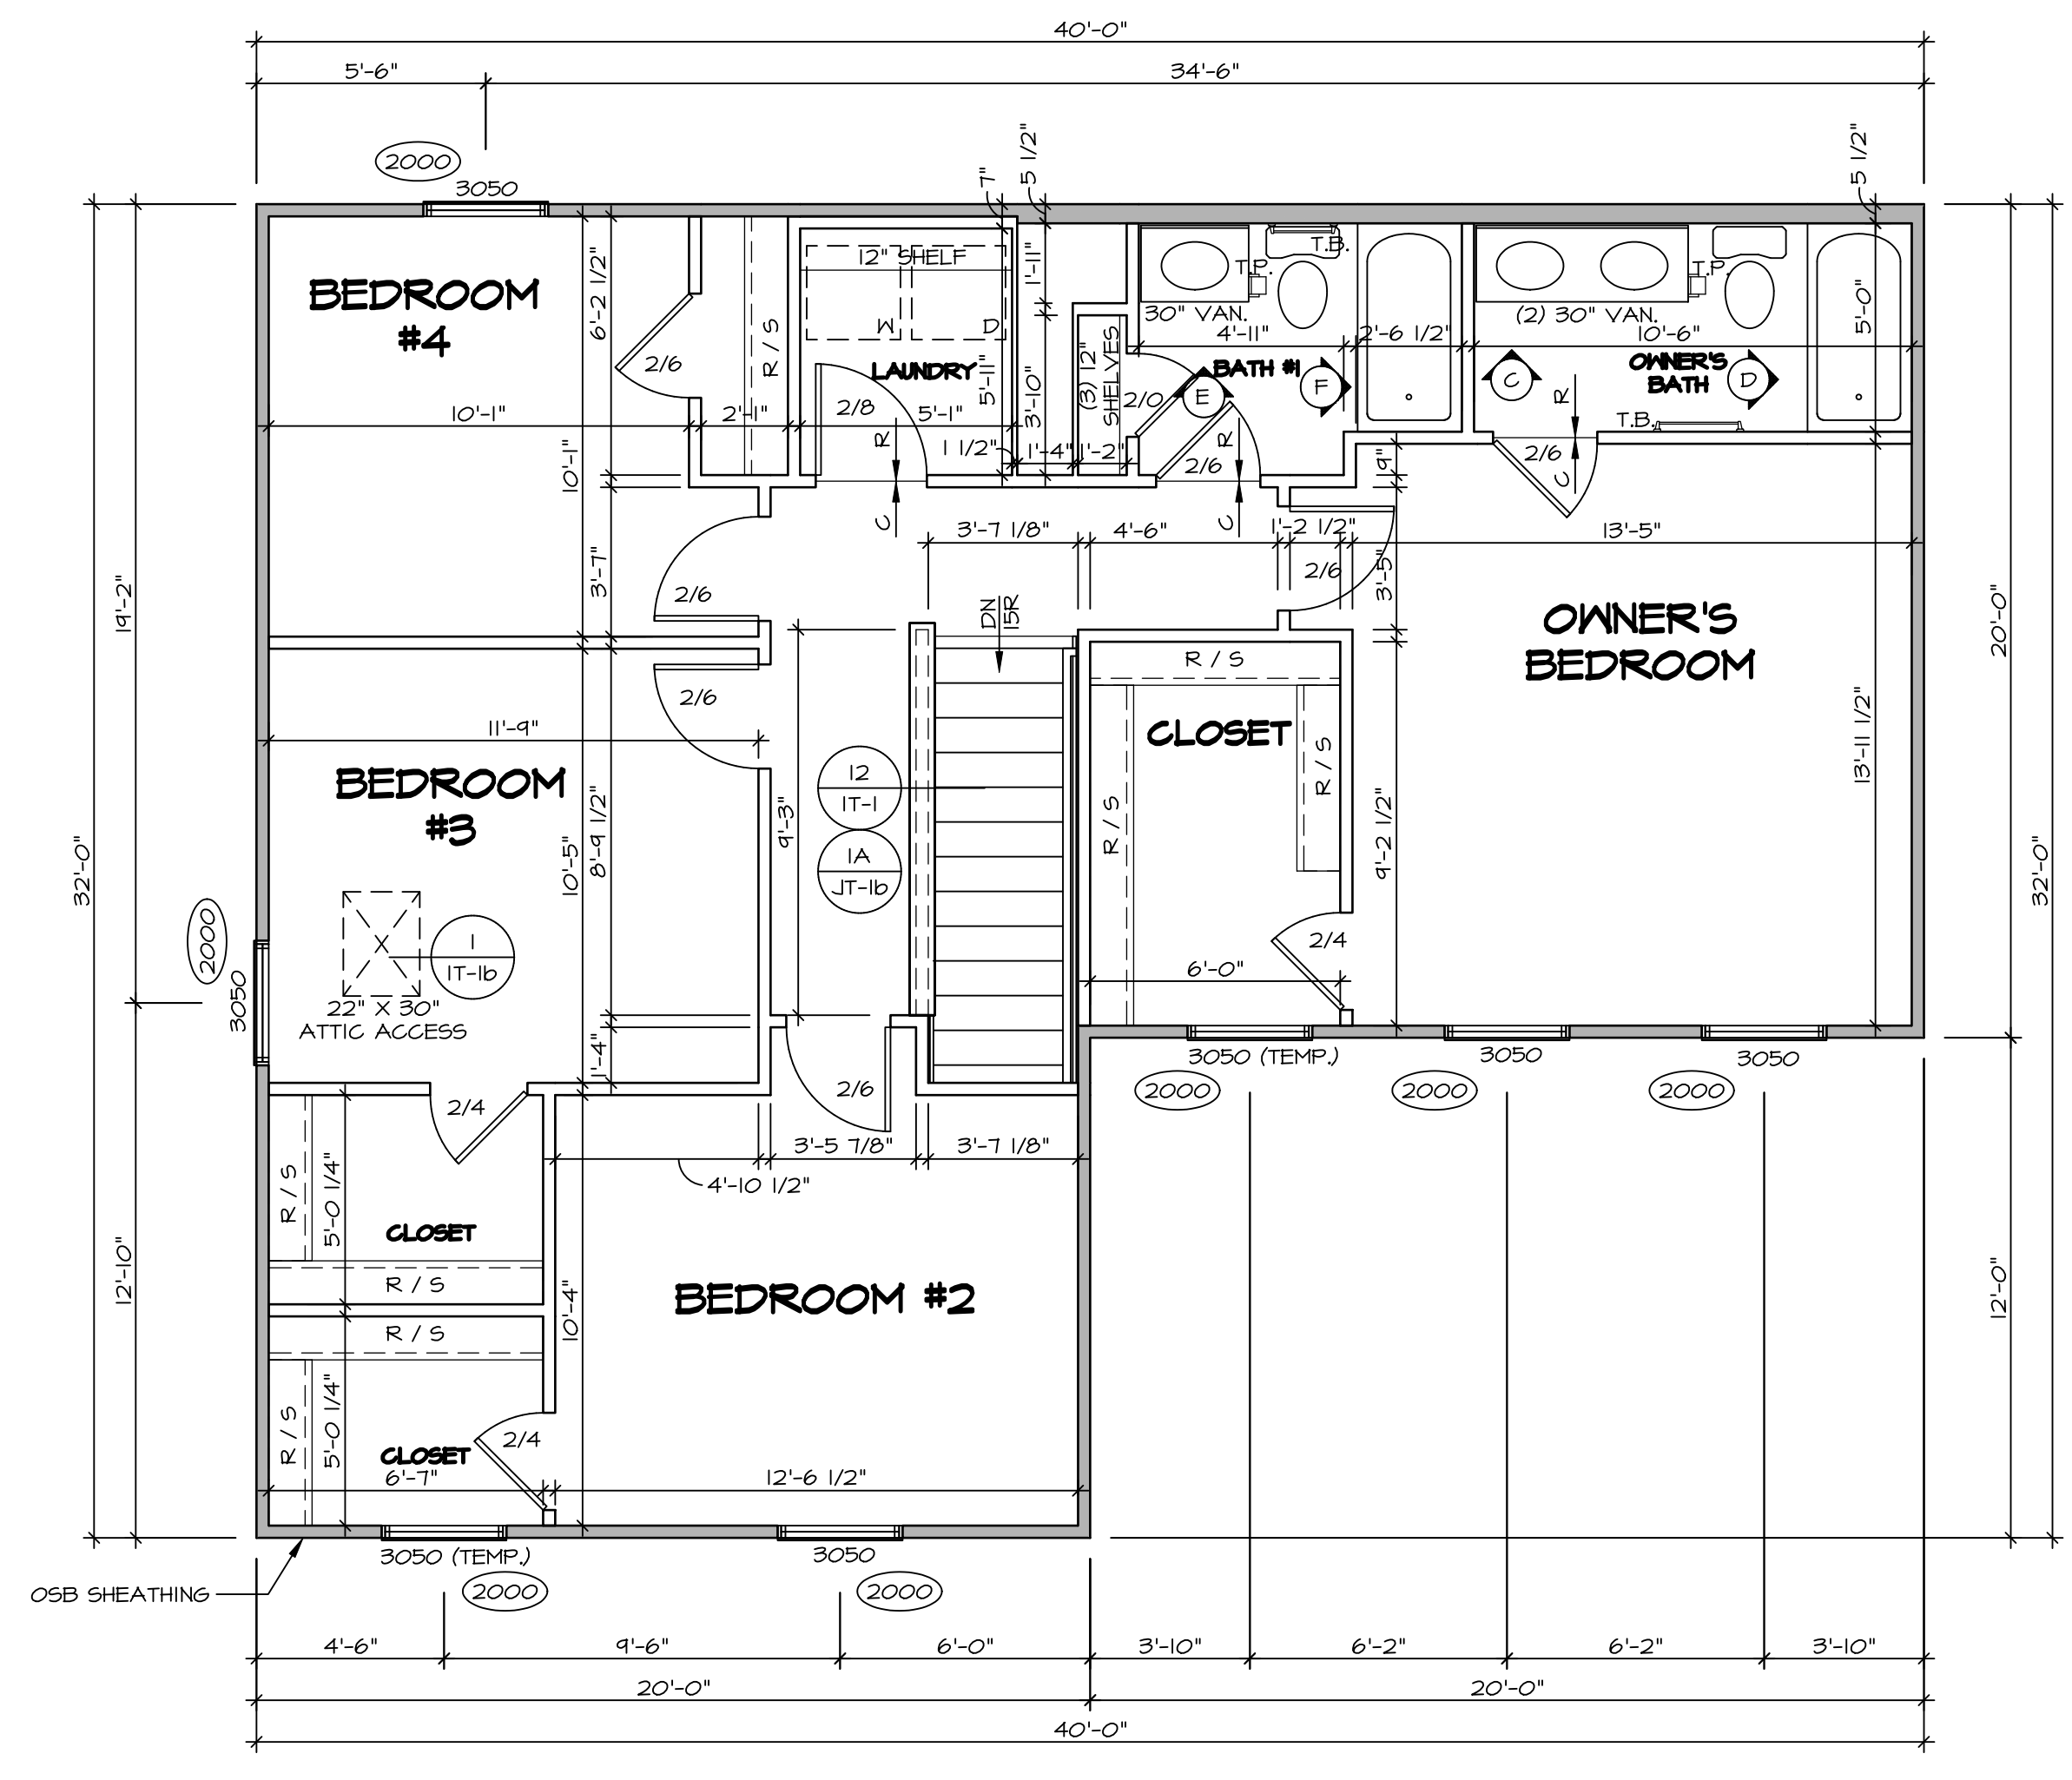 40'-0"
5'-6"
34'-6"
2000
3050
7"
5 1/2"
5 1/2"
BEDROOM
#4
6'-2 1/2"
R / S
12" SHELF
W
D
LAUNDRY
1'-11"
30" VAN.
T.P.
T.B.
4'-11"
2'-6 1/2"
(2) 30" VAN.
T.P.
10'-6"
5'-0"
2/6
2/8
5'-11"
3'-10"
(3) 12"
SHELVES
2/0
E
BATH #1
F
C
OWNER'S
BATH
D
10'-1"
2'-1"
5'-1"
R
1 1/2"
1'-4"
1'-2"
R
2/6
T.B.
R
2/6
C
10'-1"
19"
C
C
3'-7 1/8"
4'-6"
1'-2 1/2"
13'-5"
3'-7"
2/6
DN
15R
2/6
3'-5"
OWNER'S
BEDROOM
19'-2"
20'-0"
2/6
R / S
CLOSET
R / S
R / S
11'-9"
BEDROOM
#3
10'-5"
8'-9 1/2"
9'-3"
12
1T-1
1A
JT-1b
9'-2 1/2"
13'-11 1/2"
32'-0"
32'-0"
2000
3050
1
1T-1b
22" X 30"
ATTIC ACCESS
2/4
6'-0"
1'-4"
2/6
3050 (TEMP.)
3050
3050
2000
2000
2000
2/4
3'-5 7/8"
3'-7 1/8"
4'-10 1/2"
R / S
5'-0 1/4"
CLOSET
R / S
12'-10"
12'-0"
10'-4"
BEDROOM #2
R / S
R / S
5'-0 1/4"
CLOSET
2/4
6'-7"
12'-6 1/2"
3050 (TEMP.)
3050
2000
2000
OSB SHEATHING
4'-6"
9'-6"
6'-0"
3'-10"
6'-2"
6'-2"
3'-10"
20'-0"
20'-0"
40'-0"